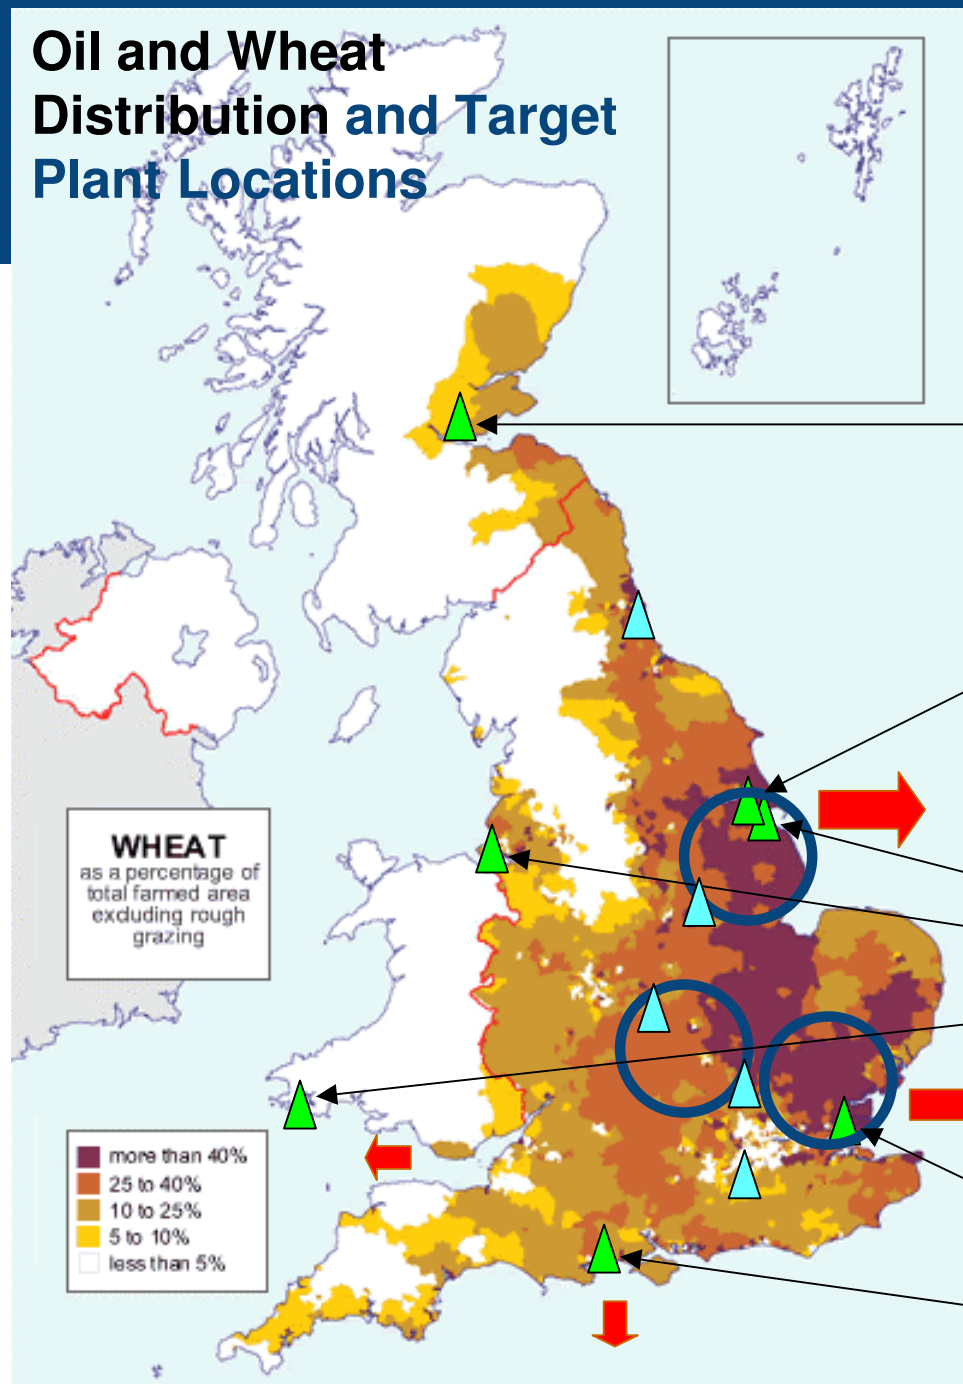 Oil and Wheat
Distribution and Target
Plant Locations
WHEAT
as a percentage of
total farmed area
excluding rough
grazing
more than 40%
25 to 40%
10 to 25%
5 to 10%
less than 5%